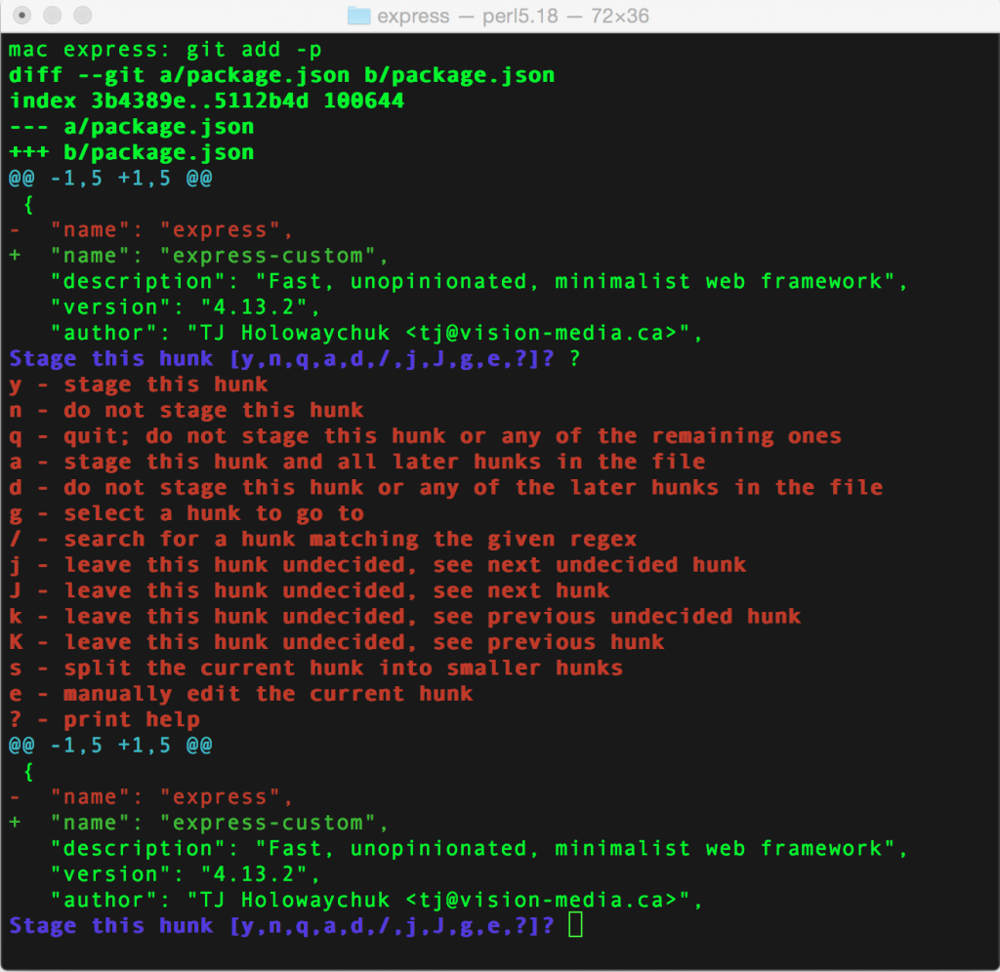 express — perl5.18 — 72×36
mac express: git add -p
diff --git a/package.json b/package.json
index 3b4389e..5112b4d 100644
--- a/package.json
+++ b/package.json
@@ -1,5 +1,5 @@
 {
-  "name": "express",
+  "name": "express-custom",
   "description": "Fast, unopinionated, minimalist web framework",
   "version": "4.13.2",
   "author": "TJ Holowaychuk <tj@vision-media.ca>",
Stage this hunk [y,n,q,a,d,/,j,J,g,e,?]? ?
y - stage this hunk
n - do not stage this hunk
q - quit; do not stage this hunk or any of the remaining ones
a - stage this hunk and all later hunks in the file
d - do not stage this hunk or any of the later hunks in the file
g - select a hunk to go to
/ - search for a hunk matching the given regex
j - leave this hunk undecided, see next undecided hunk
J - leave this hunk undecided, see next hunk
k - leave this hunk undecided, see previous undecided hunk
K - leave this hunk undecided, see previous hunk
s - split the current hunk into smaller hunks
e - manually edit the current hunk
? - print help
@@ -1,5 +1,5 @@
 {
-  "name": "express",
+  "name": "express-custom",
   "description": "Fast, unopinionated, minimalist web framework",
   "version": "4.13.2",
   "author": "TJ Holowaychuk <tj@vision-media.ca>",
Stage this hunk [y,n,q,a,d,/,j,J,g,e,?]?